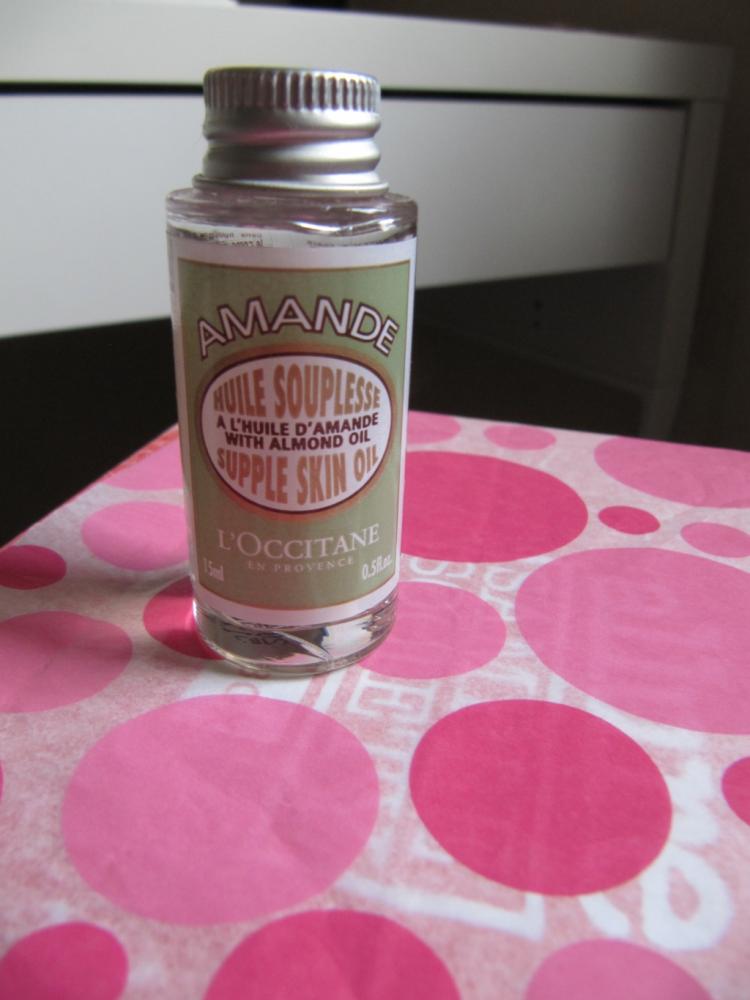 AMANDE
HUILE SOUPLESSE
A L'HUILE D'AMANDE
WITH ALMOND OIL
SUPPLE SKIN OIL
L'OCCITANE
EN PROVENCE
15ml 0.5fl.oz.